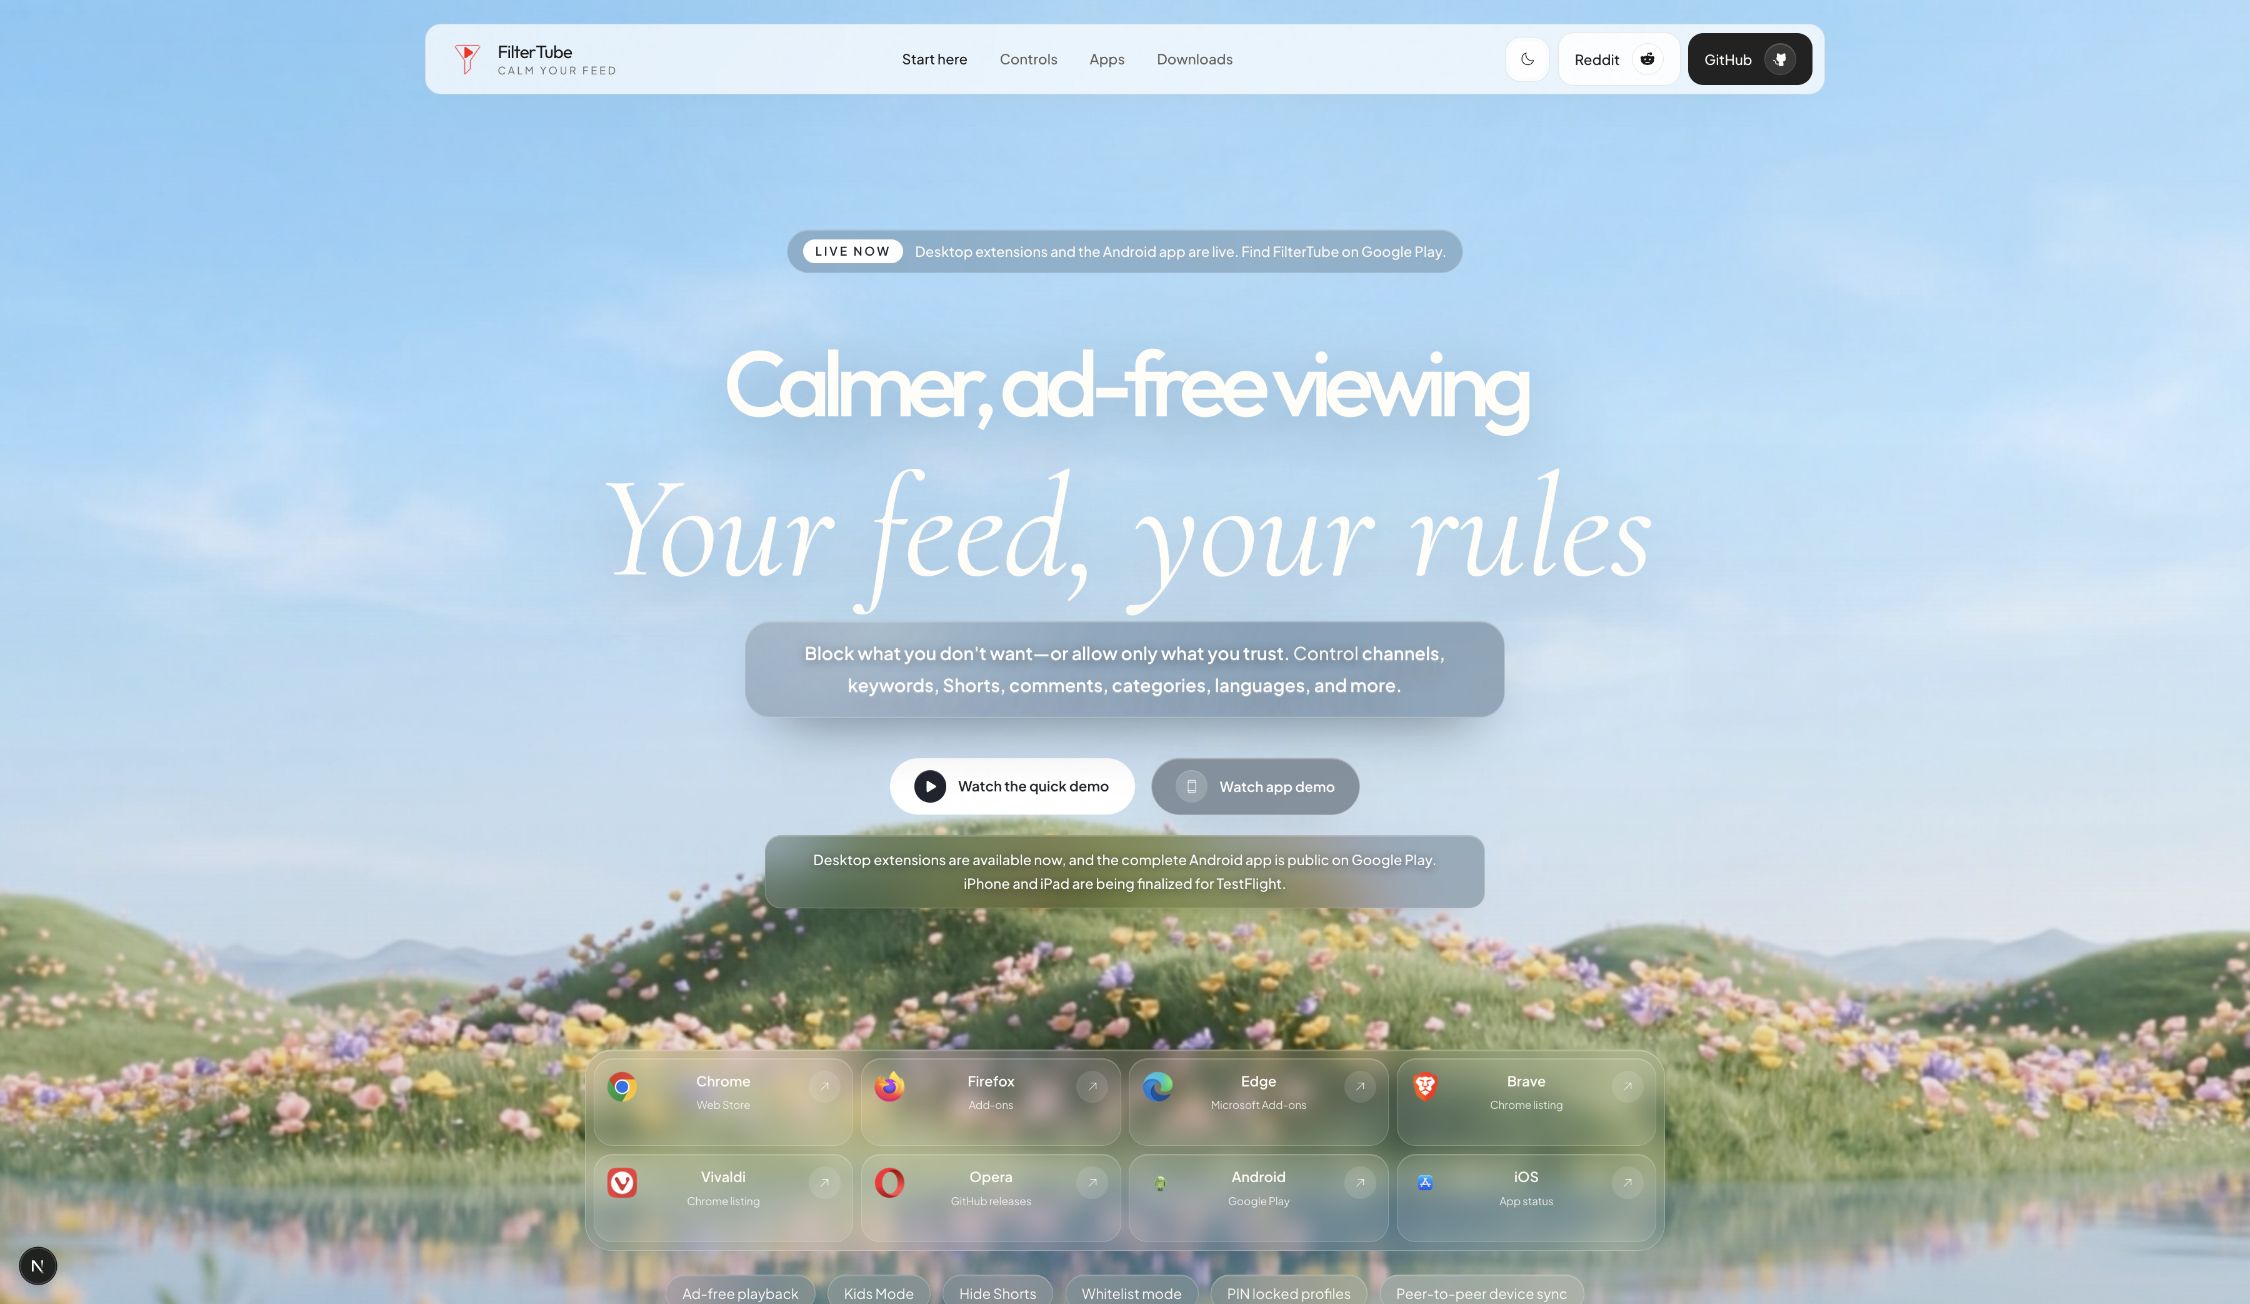 FilterTube
CALM YOUR FEED
Start here
Controls
Apps
Downloads
Reddit
GitHub
LIVE NOW
Desktop extensions and the Android app are live. Find FilterTube on Google Play.
Calmer, ad-free viewing
Your feed, your rules
Block what you don't want—or allow only what you trust. Control channels,
keywords, Shorts, comments, categories, languages, and more.
Watch the quick demo
Watch app demo
Desktop extensions are available now, and the complete Android app is public on Google Play.
iPhone and iPad are being finalized for TestFlight.
Chrome
Web Store
Firefox
Add-ons
Edge
Microsoft Add-ons
Brave
Chrome listing
Vivaldi
Chrome listing
Opera
GitHub releases
Android
Google Play
iOS
App status
N
Ad-free playback
Kids Mode
Hide Shorts
Whitelist mode
PIN locked profiles
Peer-to-peer device sync